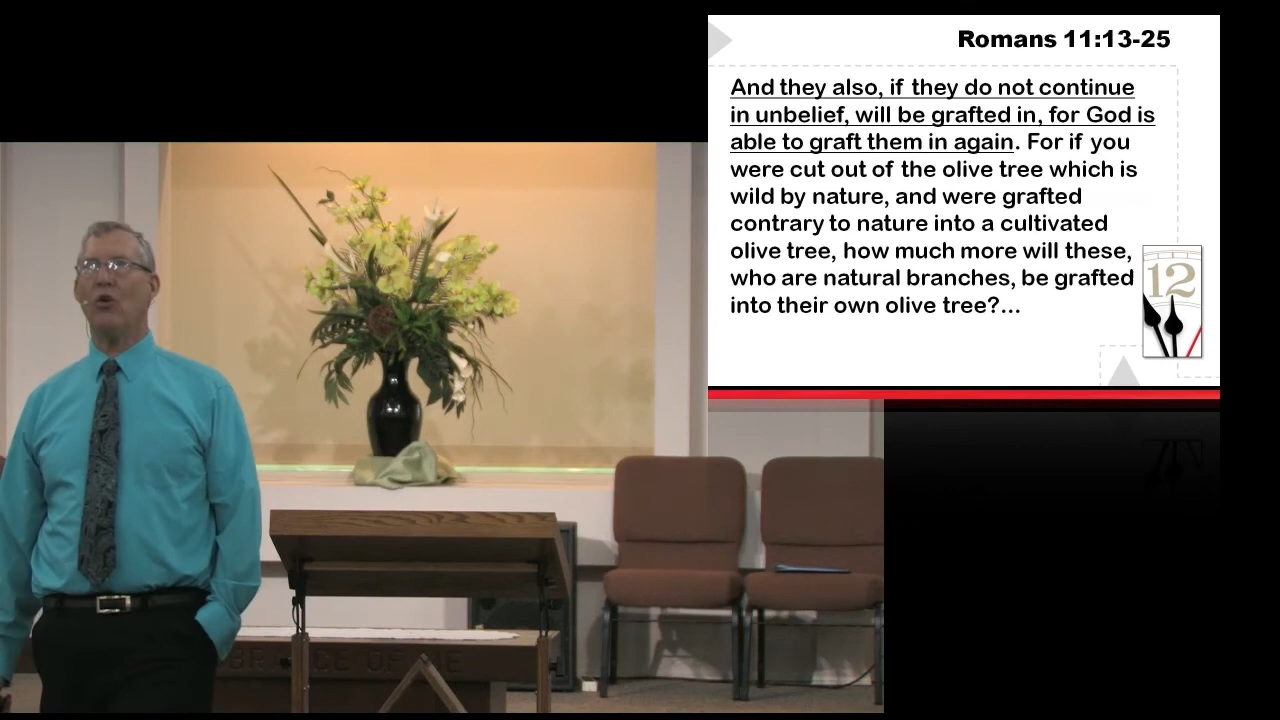 Romans 11:13-25
And they also, if they do not continue
in unbelief, will be grafted in, for God is
able to graft them in again. For if you
were cut out of the olive tree which is
wild by nature, and were grafted
contrary to nature into a cultivated
olive tree, how much more will these,
who are natural branches, be grafted
into their own olive tree?...
12